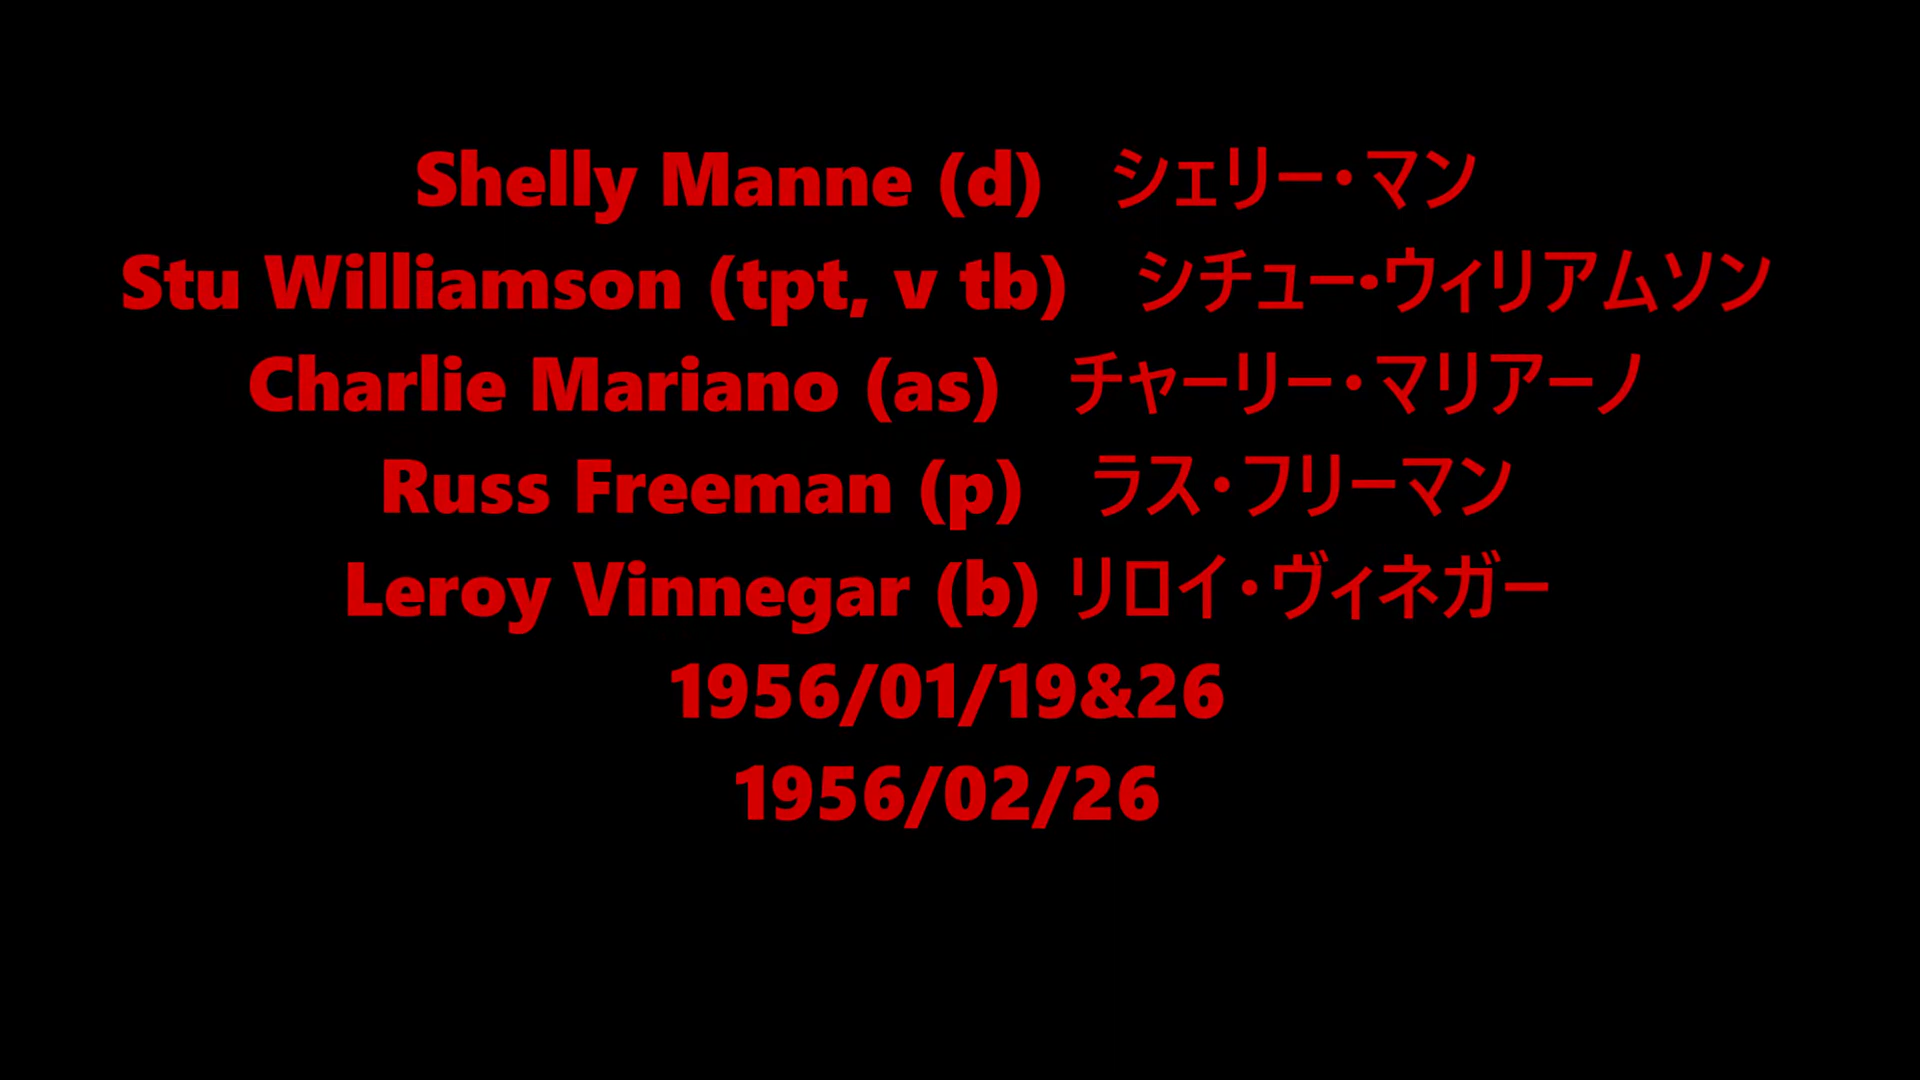 Shelly Manne (d)　シェリー・マン
Stu Williamson (tpt, v tb)　シチュー・ウィリアムソン
Charlie Mariano (as)　チャーリー・マリアーノ
Russ Freeman (p)　ラス・フリーマン
Leroy Vinnegar (b) リロイ・ヴィネガー
1956/01/19&26
1956/02/26